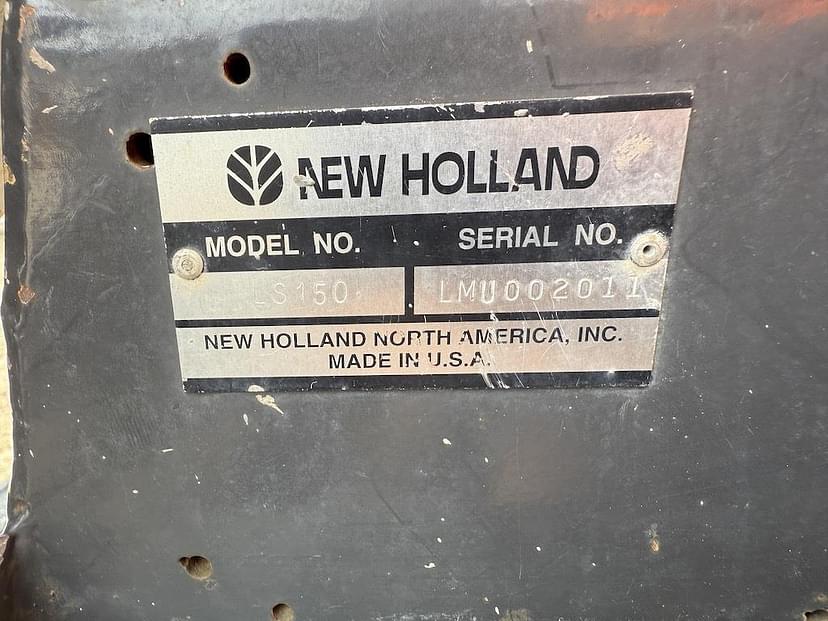 NEW HOLLAND
MODEL NO. SERIAL NO.
LS150 LMU002011
NEW HOLLAND NORTH AMERICA, INC.
MADE IN U.S.A.